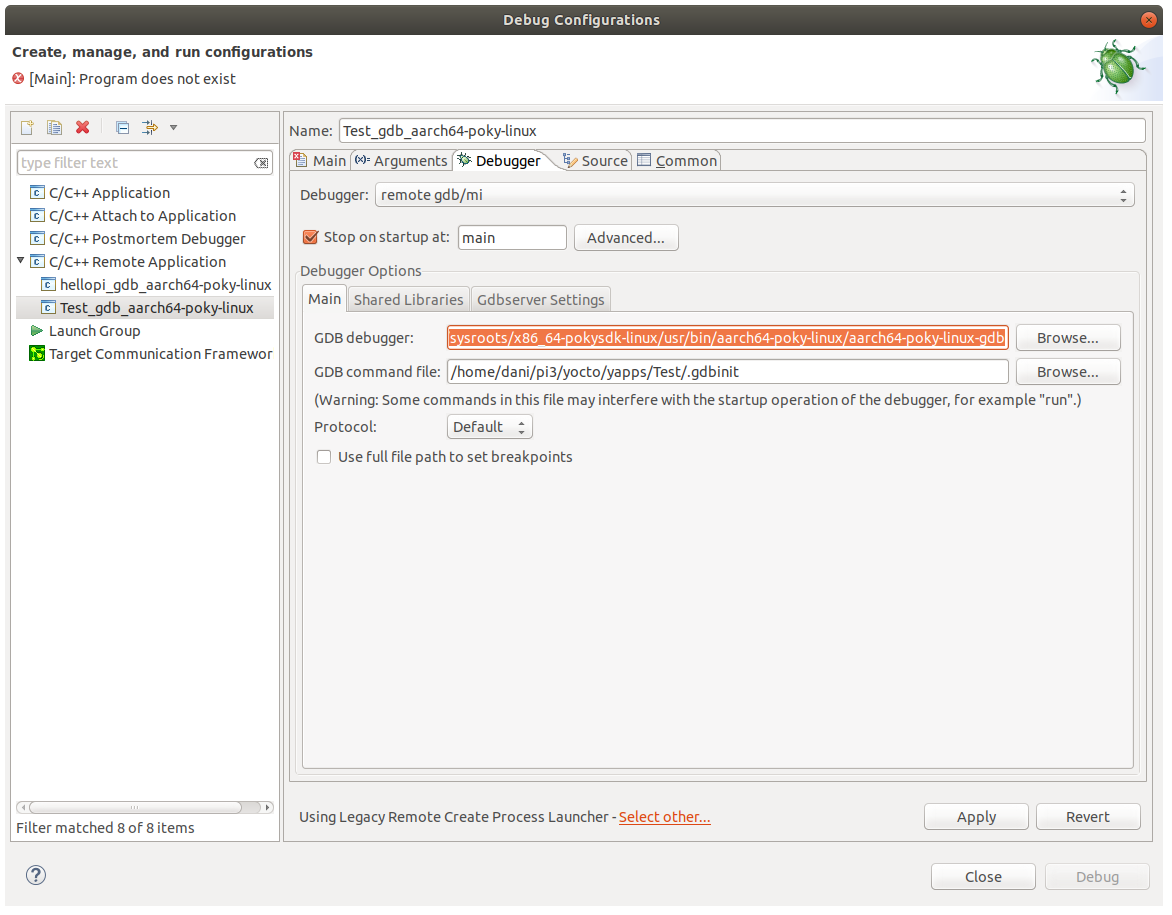 Debug Configurations
Create, manage, and run configurations
[Main]: Program does not exist
type filter text
C/C++ Application
C/C++ Attach to Application
C/C++ Postmortem Debugger
C/C++ Remote Application
hellopi_gdb_aarch64-poky-linux
Test_gdb_aarch64-poky-linux
Launch Group
Target Communication Framewor
Filter matched 8 of 8 items
Name: Test_gdb_aarch64-poky-linux
Main (x)= Arguments Debugger Source Common
Debugger: remote gdb/mi
Stop on startup at: main Advanced...
Debugger Options
Main Shared Libraries Gdbserver Settings
GDB debugger: sysroots/x86_64-pokysdk-linux/usr/bin/aarch64-poky-linux/aarch64-poky-linux-gdb Browse...
GDB command file: /home/dani/pi3/yocto/yapps/Test/.gdbinit Browse...
(Warning: Some commands in this file may interfere with the startup operation of the debugger, for example "run".)
Protocol: Default
Use full file path to set breakpoints
Using Legacy Remote Create Process Launcher - Select other... Apply Revert
? Close Debug